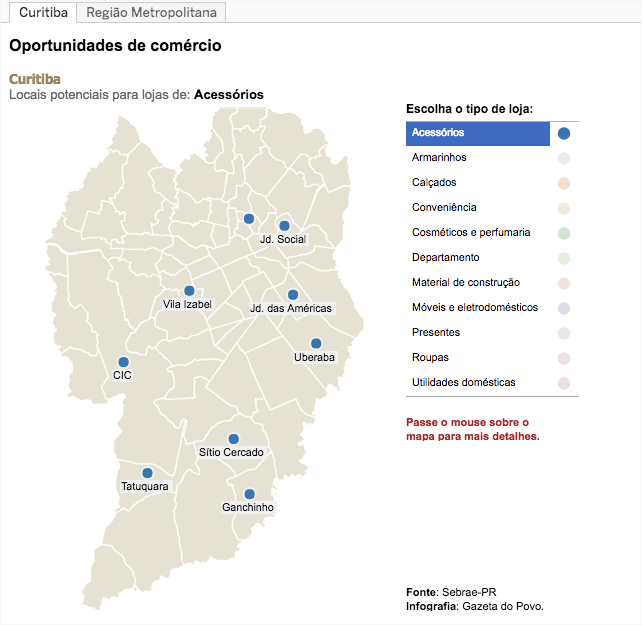 Curitiba
Região Metropolitana
Oportunidades de comércio
Curitiba
Locais potenciais para lojas de: Acessórios
Escolha o tipo de loja:
Acessórios
Armarinhos
Calçados
Conveniência
Cosméticos e perfumaria
Departamento
Material de construção
Móveis e eletrodomésticos
Presentes
Roupas
Utilidades domésticas
Jd. Social
Vila Izabel
Jd. das Américas
Uberaba
CIC
Sítio Cercado
Tatuquara
Ganchinho
Passe o mouse sobre o
mapa para mais detalhes.
Fonte: Sebrae-PR
Infografia: Gazeta do Povo.